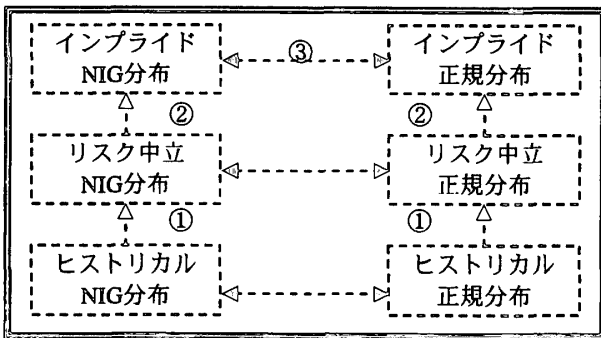 インプライド
NIG分布
③
インプライド
正規分布
②
②
リスク中立
NIG分布
リスク中立
正規分布
①
①
ヒストリカル
NIG分布
ヒストリカル
正規分布